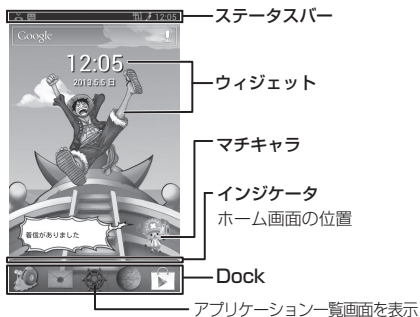 ステータスバー
12:05
Google
12:05
2013.5.5 日
ウィジェット
マチキャラ
インジケータ
ホーム画面の位置
着信がありました
Dock
アプリケーション一覧画面を表示